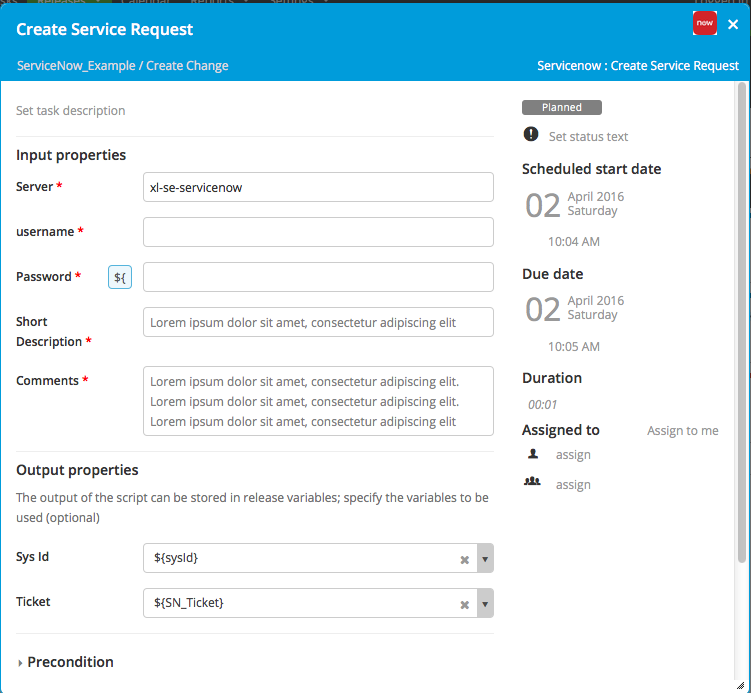 Releases
Calendar
Reports
Settings
Create Service Request
now
ServiceNow_Example / Create Change
Servicenow : Create Service Request
Set task description
Input properties
Server *
xl-se-servicenow
username *
Password *
${
Short
Description *
Lorem ipsum dolor sit amet, consectetur adipiscing elit
Comments *
Lorem ipsum dolor sit amet, consectetur adipiscing elit.
Lorem ipsum dolor sit amet, consectetur adipiscing elit.
Lorem ipsum dolor sit amet, consectetur adipiscing elit
Output properties
The output of the script can be stored in release variables; specify the variables to be
used (optional)
Sys Id
${sysId}
Ticket
${SN_Ticket}
Precondition
Planned
Set status text
Scheduled start date
02
April 2016
Saturday
10:04 AM
Due date
02
April 2016
Saturday
10:05 AM
Duration
00:01
Assigned to
Assign to me
assign
assign